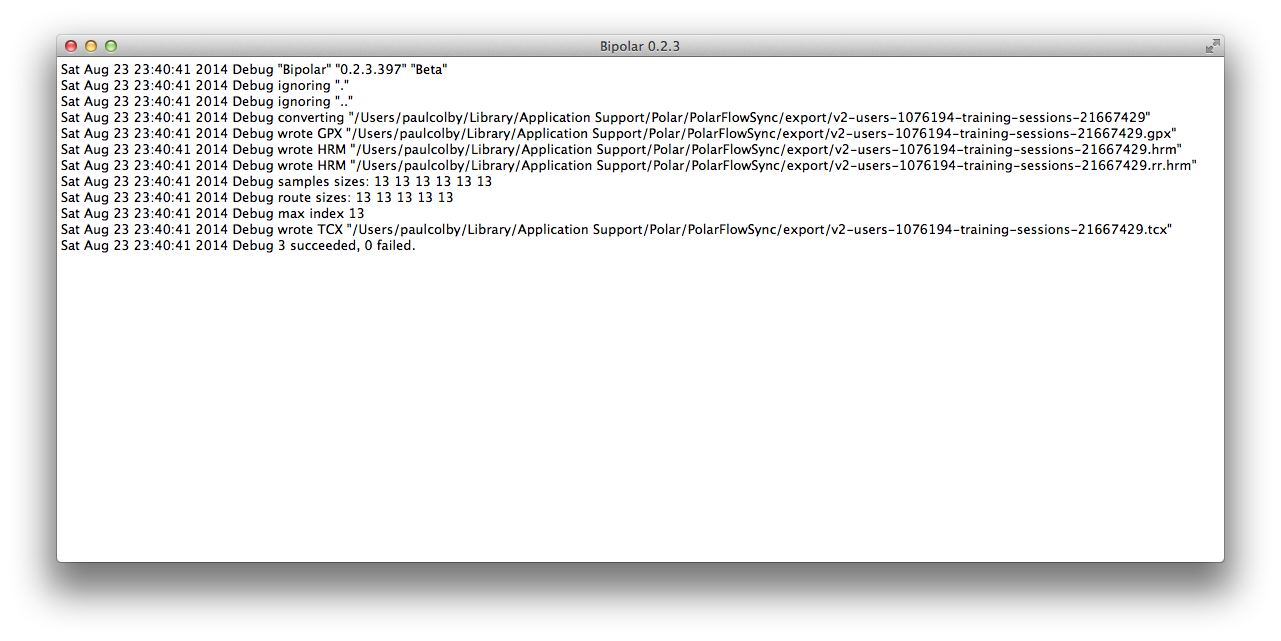 Bipolar 0.2.3
Sat Aug 23 23:40:41 2014 Debug "Bipolar" "0.2.3.397" "Beta"
Sat Aug 23 23:40:41 2014 Debug ignoring "."
Sat Aug 23 23:40:41 2014 Debug ignoring ".."
Sat Aug 23 23:40:41 2014 Debug converting "/Users/paulcolby/Library/Application Support/Polar/PolarFlowSync/export/v2-users-1076194-training-sessions-21667429"
Sat Aug 23 23:40:41 2014 Debug wrote GPX "/Users/paulcolby/Library/Application Support/Polar/PolarFlowSync/export/v2-users-1076194-training-sessions-21667429.gpx"
Sat Aug 23 23:40:41 2014 Debug wrote HRM "/Users/paulcolby/Library/Application Support/Polar/PolarFlowSync/export/v2-users-1076194-training-sessions-21667429.hrm"
Sat Aug 23 23:40:41 2014 Debug wrote HRM "/Users/paulcolby/Library/Application Support/Polar/PolarFlowSync/export/v2-users-1076194-training-sessions-21667429.rr.hrm"
Sat Aug 23 23:40:41 2014 Debug samples sizes: 13 13 13 13 13 13
Sat Aug 23 23:40:41 2014 Debug route sizes: 13 13 13 13 13
Sat Aug 23 23:40:41 2014 Debug max index 13
Sat Aug 23 23:40:41 2014 Debug wrote TCX "/Users/paulcolby/Library/Application Support/Polar/PolarFlowSync/export/v2-users-1076194-training-sessions-21667429.tcx"
Sat Aug 23 23:40:41 2014 Debug 3 succeeded, 0 failed.